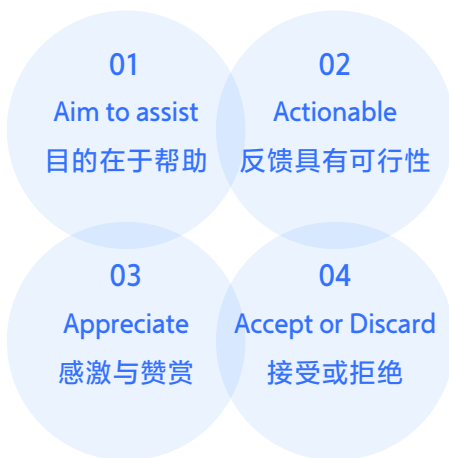 01
Aim to assist
目的在于帮助
02
Actionable
反馈具有可行性
03
Appreciate
感激与赞赏
04
Accept or Discard
接受或拒绝